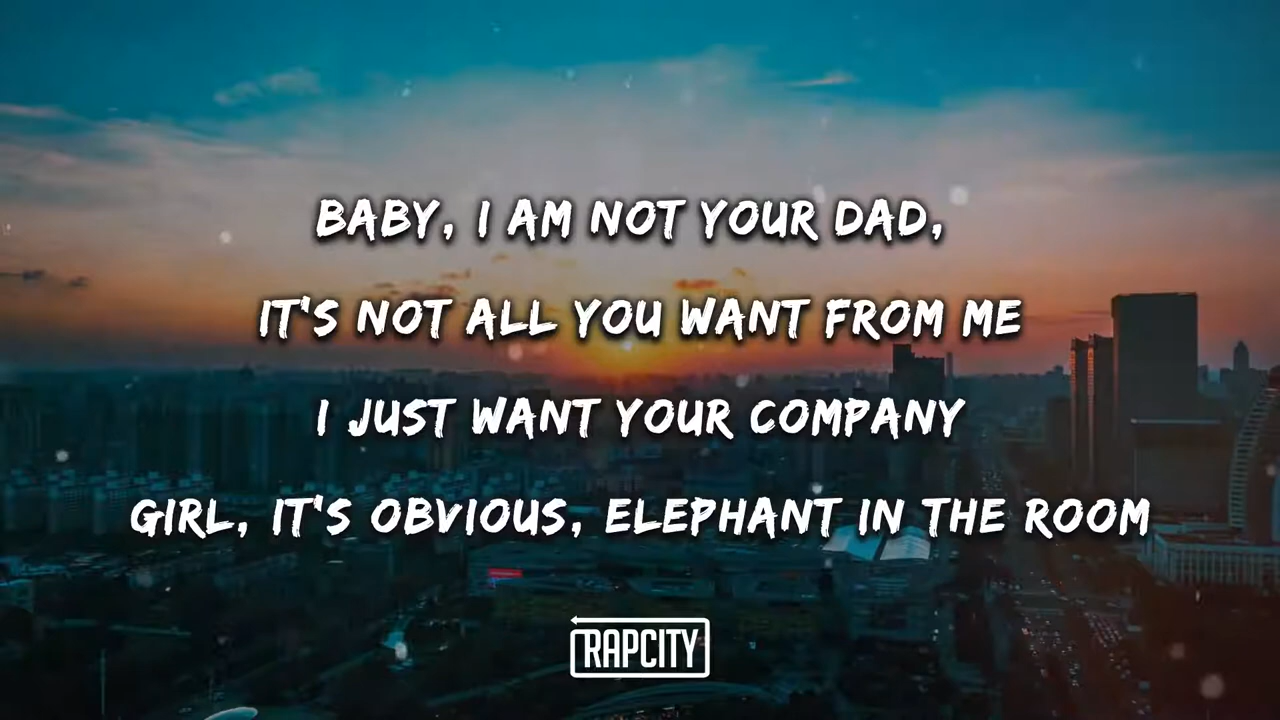 BABY, I AM NOT YOUR DAD,
IT'S NOT ALL YOU WANT FROM ME
I JUST WANT YOUR COMPANY
GIRL, IT'S OBVIOUS, ELEPHANT IN THE ROOM
RAPCITY